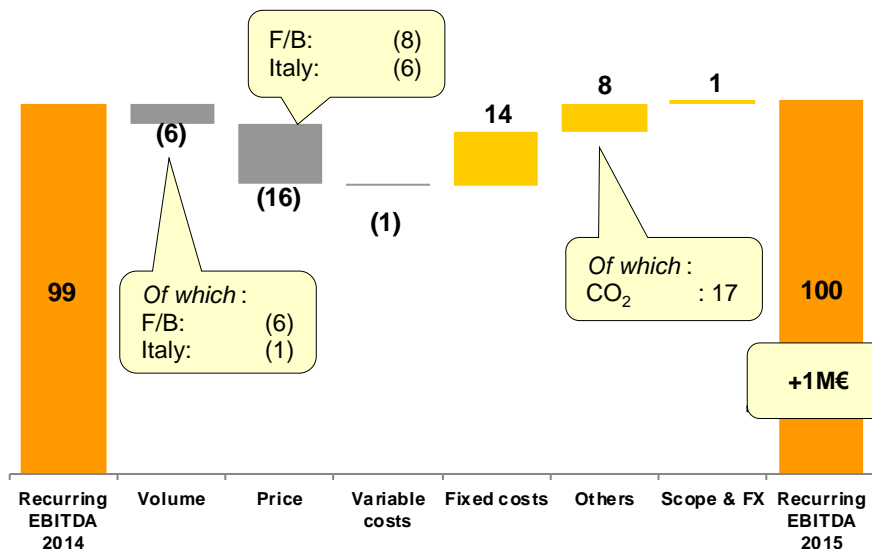 F/B: (8)
Italy: (6)
(6)
(16)
(1)
14
8
1
99
Of which :
F/B: (6)
Italy: (1)
Of which :
CO₂ : 17
100
+1M€
Recurring
EBITDA
2014
Volume
Price
Variable
costs
Fixed costs
Others
Scope & FX
Recurring
EBITDA
2015